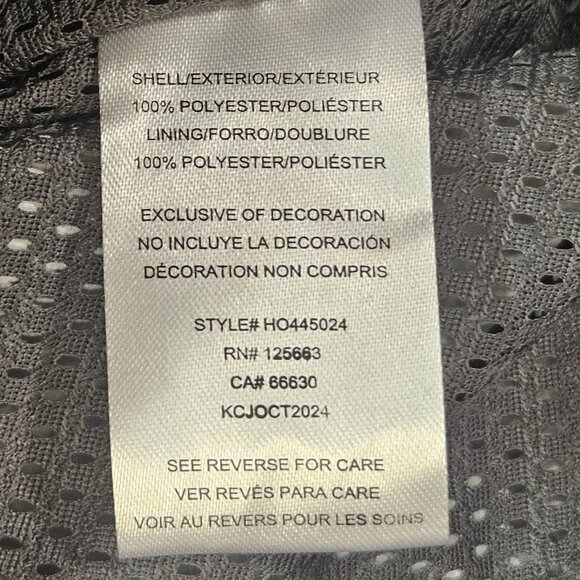 SHELL/EXTERIOR/EXTÉRIEUR
100% POLYESTER/POLIÉSTER
LINING/FORRO/DOUBLURE
100% POLYESTER/POLIÉSTER
EXCLUSIVE OF DECORATION
NO INCLUYE LA DECORACIÓN
DÉCORATION NON COMPRIS
STYLE# HO445024
RN# 125663
CA# 66630
KCJOCT2024
SEE REVERSE FOR CARE
VER REVÉS PARA CARE
VOIR AU REVERS POUR LES SOINS